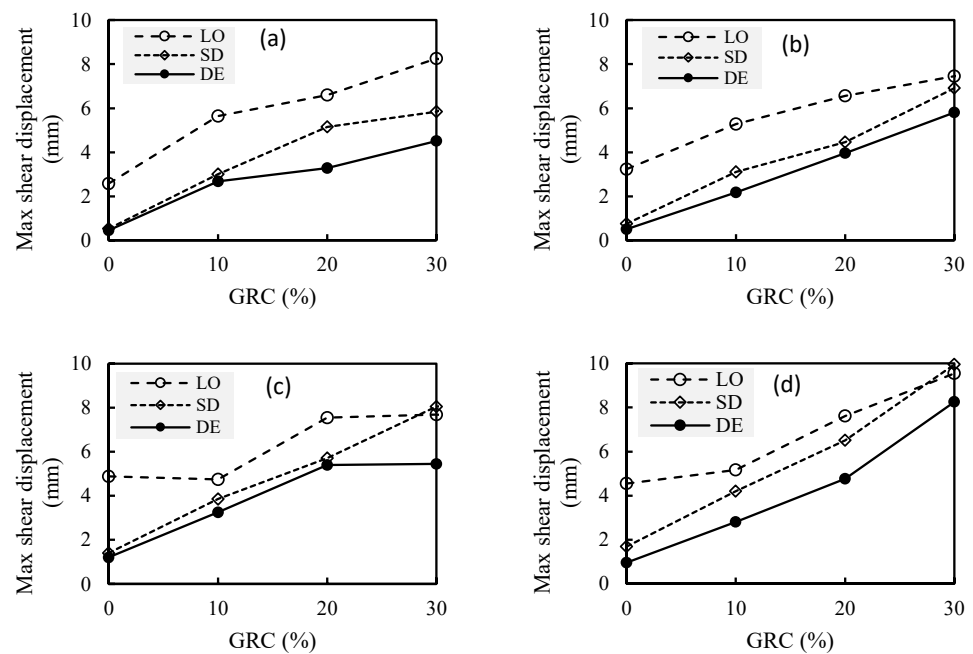 (a)
LO
SD
DE
10
8
6
4
2
0
Max shear displacement
(mm)
0 10 20 30
GRC (%)
(b)
LO
SD
DE
10
8
6
4
2
0
Max shear displacement
(mm)
0 10 20 30
GRC (%)
(c)
LO
SD
DE
10
8
6
4
2
0
Max shear displacement
(mm)
0 10 20 30
GRC (%)
(d)
LO
SD
DE
10
8
6
4
2
0
Max shear displacement
(mm)
0 10 20 30
GRC (%)